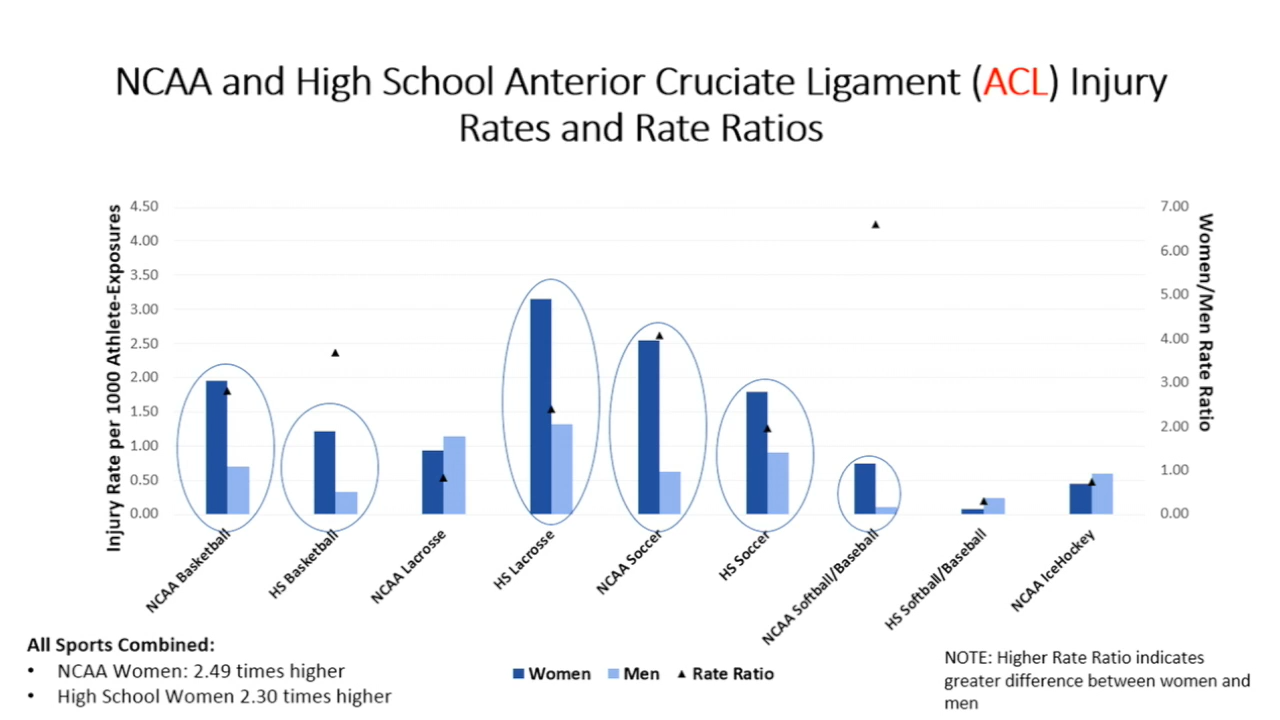 NCAA and High School Anterior Cruciate Ligament (ACL) Injury
Rates and Rate Ratios
Injury Rate per 1000 Athlete-Exposures
4.50
4.00
3.50
3.00
2.50
2.00
1.50
1.00
0.50
0.00
7.00
6.00
5.00
4.00
3.00
2.00
1.00
0.00
Women/Men Rate Ratio
NCAA Basketball
HS Basketball
NCAA Lacrosse
HS Lacrosse
NCAA Soccer
HS Soccer
NCAA Softball/Baseball
HS Softball/Baseball
NCAA IceHockey
Women
Men
Rate Ratio
All Sports Combined:
• NCAA Women: 2.49 times higher
• High School Women 2.30 times higher
NOTE: Higher Rate Ratio indicates
greater difference between women and
men